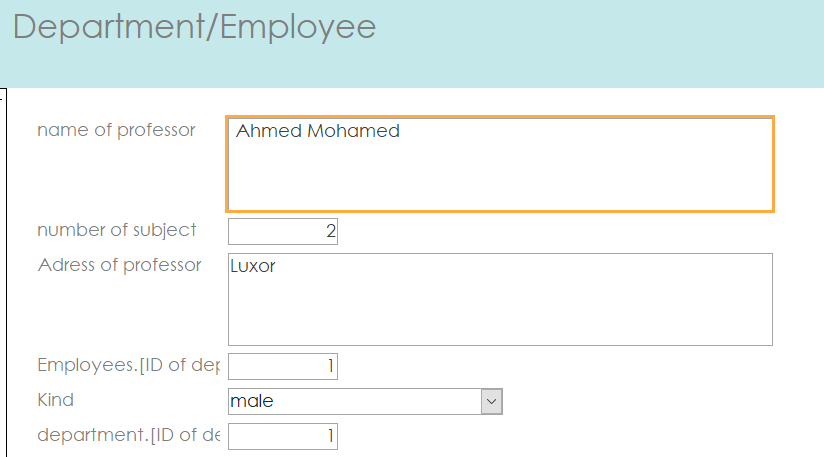 Department/Employee
name of professor Ahmed Mohamed
number of subject 2
Adress of professor Luxor
Employees.[ID of dep 1
Kind male
department.[ID of de 1